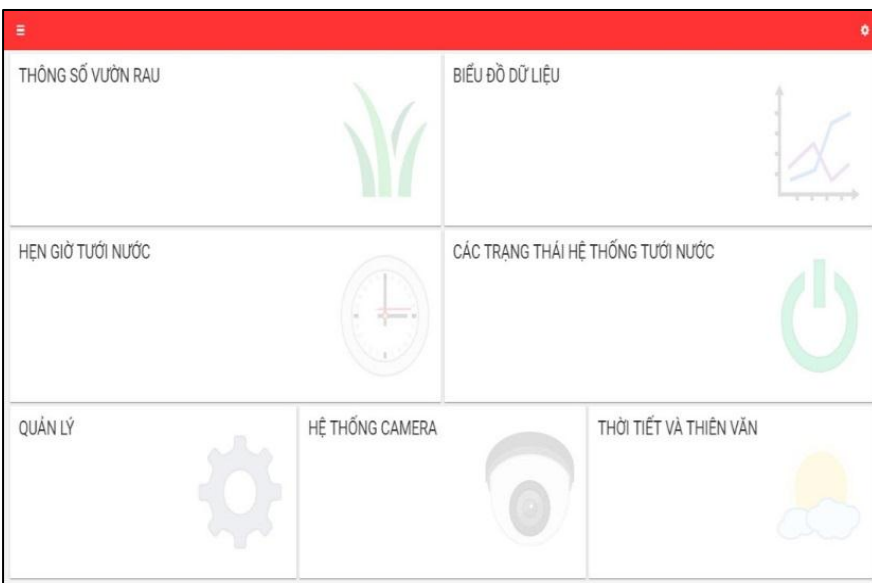 THÔNG SỐ VƯỜN RAU
BIỂU ĐỒ DỮ LIỆU
HẸN GIỜ TƯỚI NƯỚC
CÁC TRẠNG THÁI HỆ THỐNG TƯỚI NƯỚC
QUẢN LÝ
HỆ THỐNG CAMERA
THỜI TIẾT VÀ THIÊN VĂN